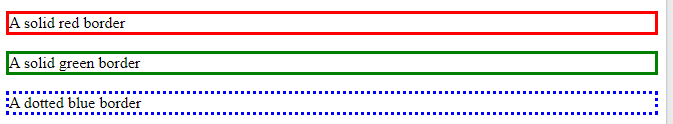 A solid red border
A solid green border
A dotted blue border